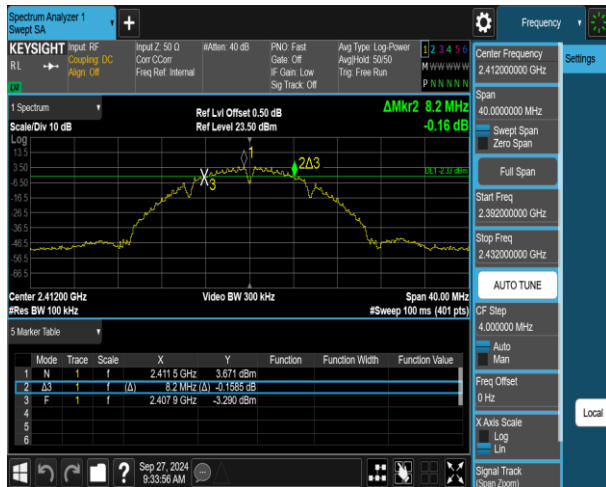 Spectrum Analyzer 1
Swept SA
+
Frequency
KEYSIGHT Input: RF
RL Coupling: DC
Align: Off
Input Z: 50 Ω
Corr CCorr
Freq Ref: Internal
#Atten: 40 dB
PNO: Fast
Gate: Off
IF Gain: Low
Sig Track: Off
Avg Type: Log-Power
Avg|Hold: 50/50
Trig: Free Run
1 2 3 4 5 6
M W W W W W
P N N N N N
1 Spectrum
Scale/Div 10 dB
Log
Ref Lvl Offset 0.50 dB
Ref Level 23.50 dBm
ΔMkr2 8.2 MHz
-0.16 dB
13.5
3.50
-6.50
-16.5
-26.5
-36.5
-46.5
-56.5
-66.5
1
2Δ3
3
DL1 -2.33 dBm
Center 2.41200 GHz
#Res BW 100 kHz
Video BW 300 kHz
Span 40.00 MHz
#Sweep 100 ms (401 pts)
5 Marker Table
Mode Trace Scale X Y Function Function Width Function Value
1 N 1 f 2.411 5 GHz 3.671 dBm
2 Δ3 1 f (Δ) 8.2 MHz (Δ) -0.1585 dB
3 F 1 f 2.407 9 GHz -3.290 dBm
4
5
6
?
Sep 27, 2024
9:33:56 AM
Center Frequency
2.412000000 GHz
Settings
Span
40.0000000 MHz
Swept Span
Zero Span
Full Span
Start Freq
2.392000000 GHz
Stop Freq
2.432000000 GHz
AUTO TUNE
CF Step
4.000000 MHz
Auto
Man
Freq Offset
0 Hz
Local
X Axis Scale
Log
Lin
Signal Track
(Span Zoom)